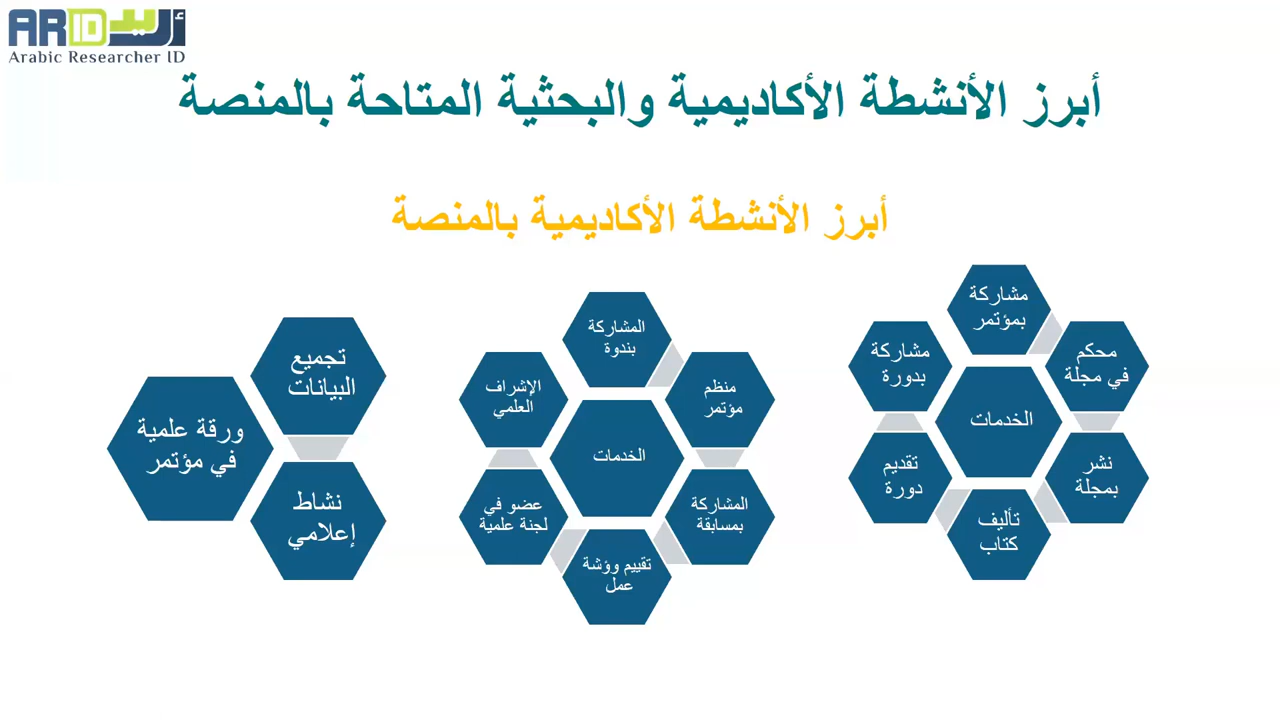 ARID أريد
Arabic Researcher ID
أبرز الأنشطة الأكاديمية والبحثية المتاحة بالمنصة
أبرز الأنشطة الأكاديمية بالمنصة
مشاركة
بمؤتمر
محكم
في مجلة
نشر
بمجلة
تأليف
كتاب
تقديم
دورة
مشاركة
بدورة
الخدمات
المشاركة
بندوة
منظم
مؤتمر
المشاركة
بمسابقة
تقييم وورشة
عمل
عضو في
لجنة علمية
الإشراف
العلمي
الخدمات
تجميع
البيانات
ورقة علمية
في مؤتمر
نشاط
إعلامي